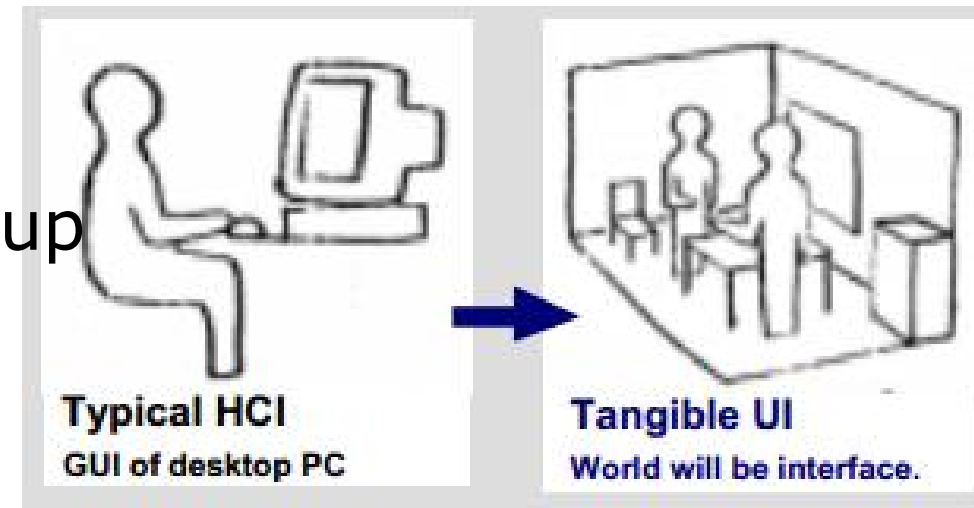 up
Typical HCI
GUI of desktop PC
Tangible UI
World will be interface.